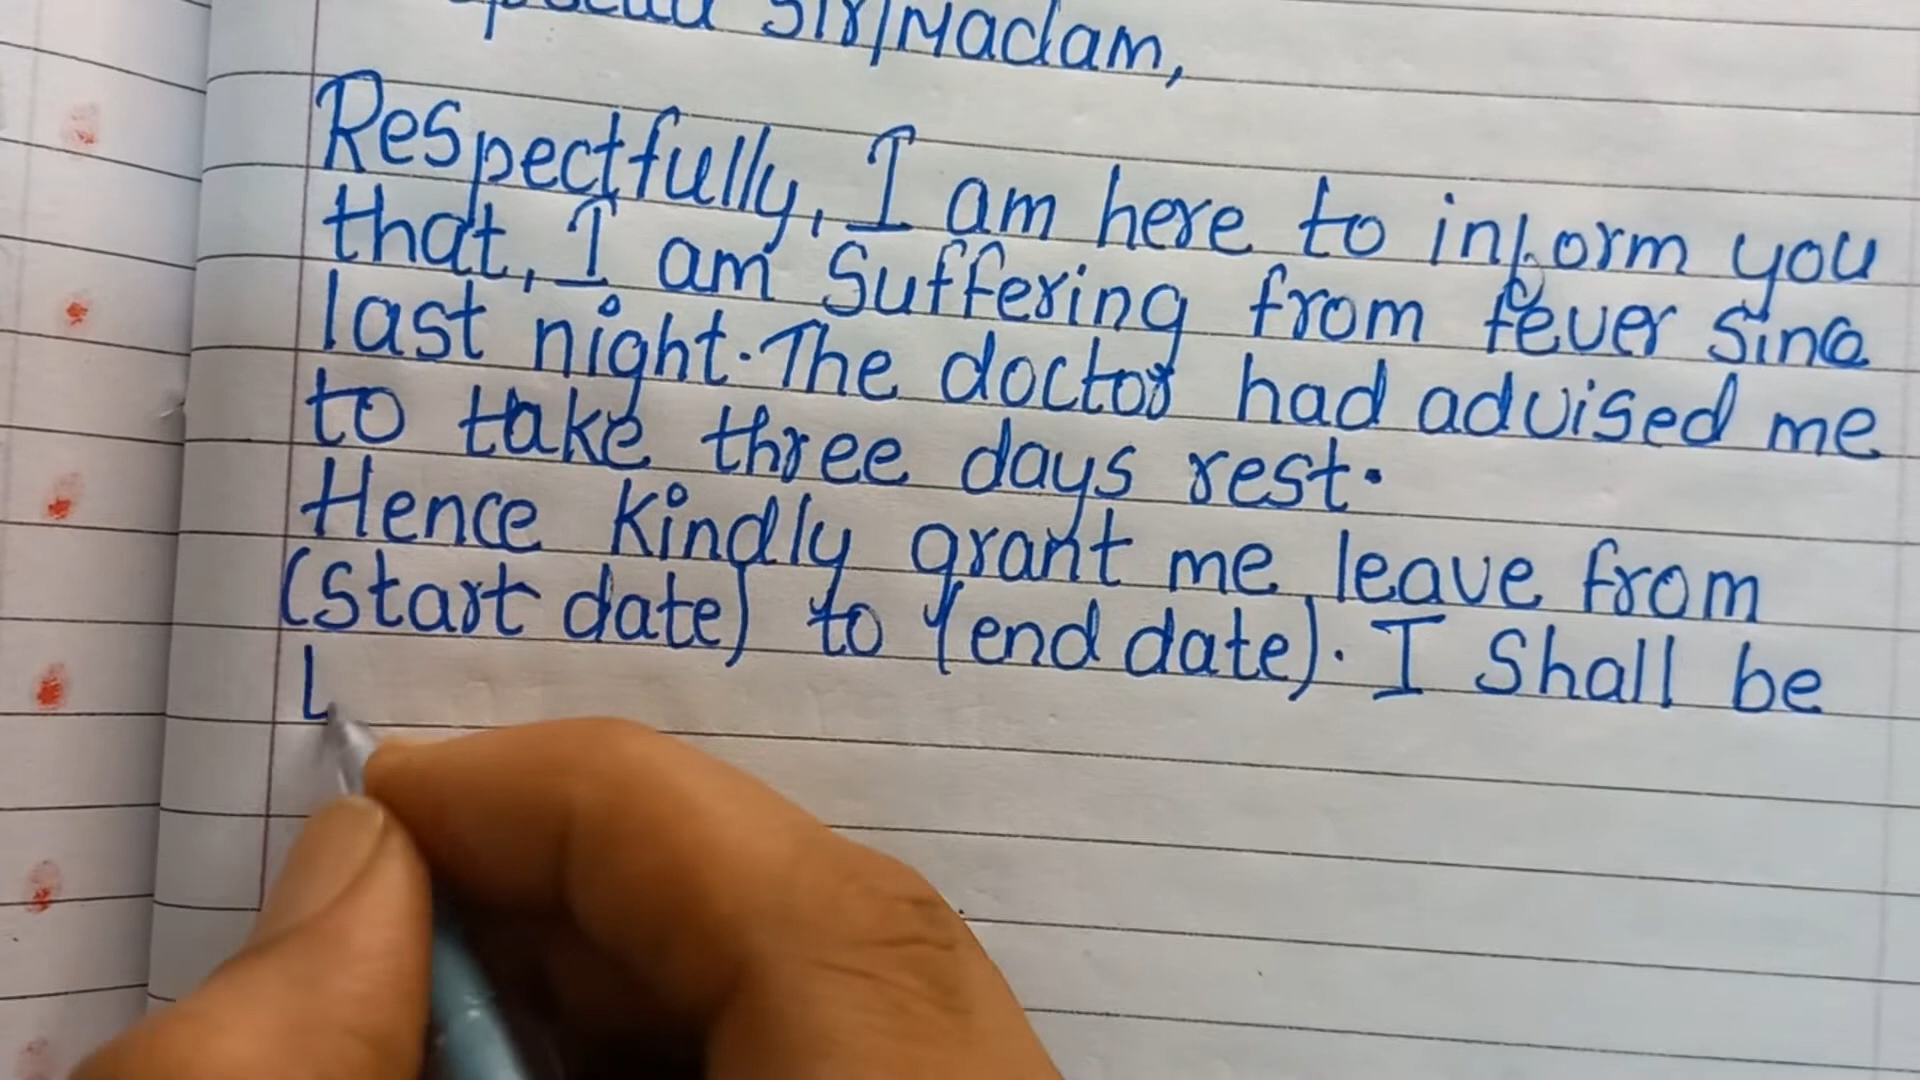 Sir/Madam,
Respectfully, I am here to inform you
that, I am Suffering from fever Since
last night. The doctor had advised me
to take three days rest.
Hence Kindly grant me leave from
(Start date) to (end date). I Shall be